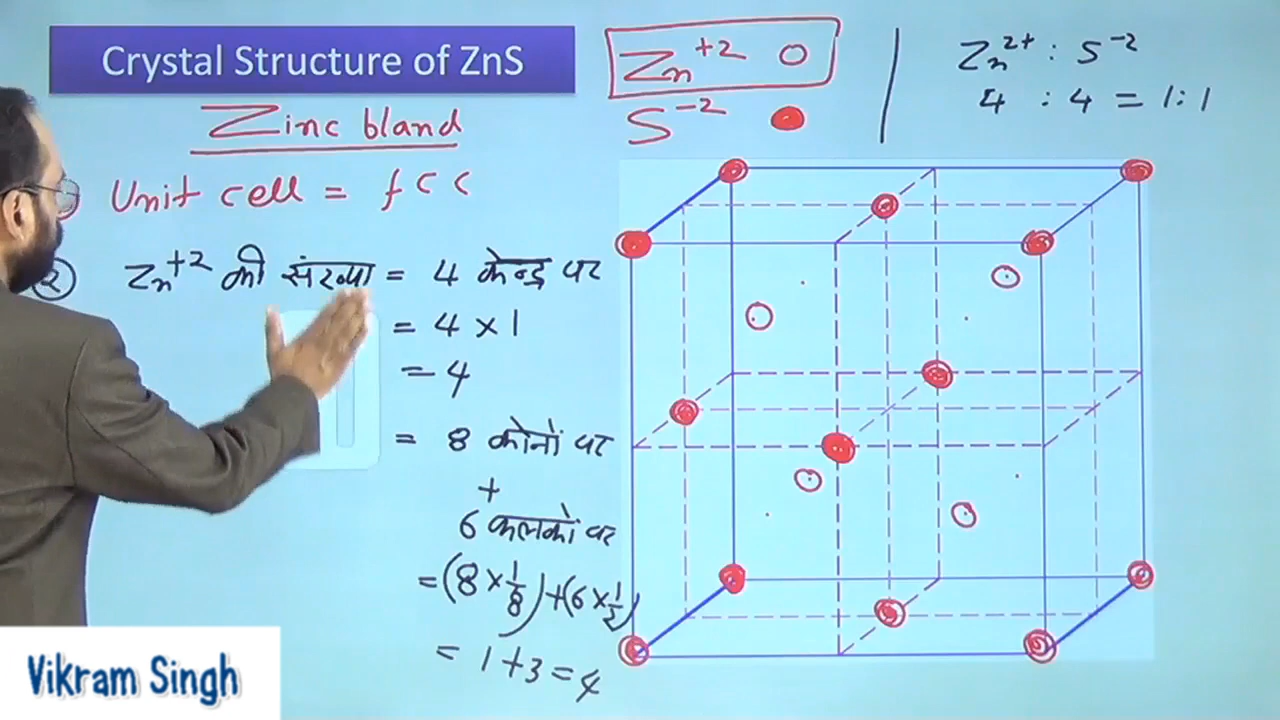 Crystal Structure of ZnS
Zinc bland
Unit cell = fcc
② Zn+2 की संख्या = 4 केन्द्र पर
= 4 × 1
= 4
= 8 कोनों पर
+
6 फलकों पर
= (8 × 1/8) + (6 × 1/2)
= 1 + 3 = 4
Zn+2 O
S-2
Zn2+ : S-2
4 : 4 = 1:1
Vikram Singh